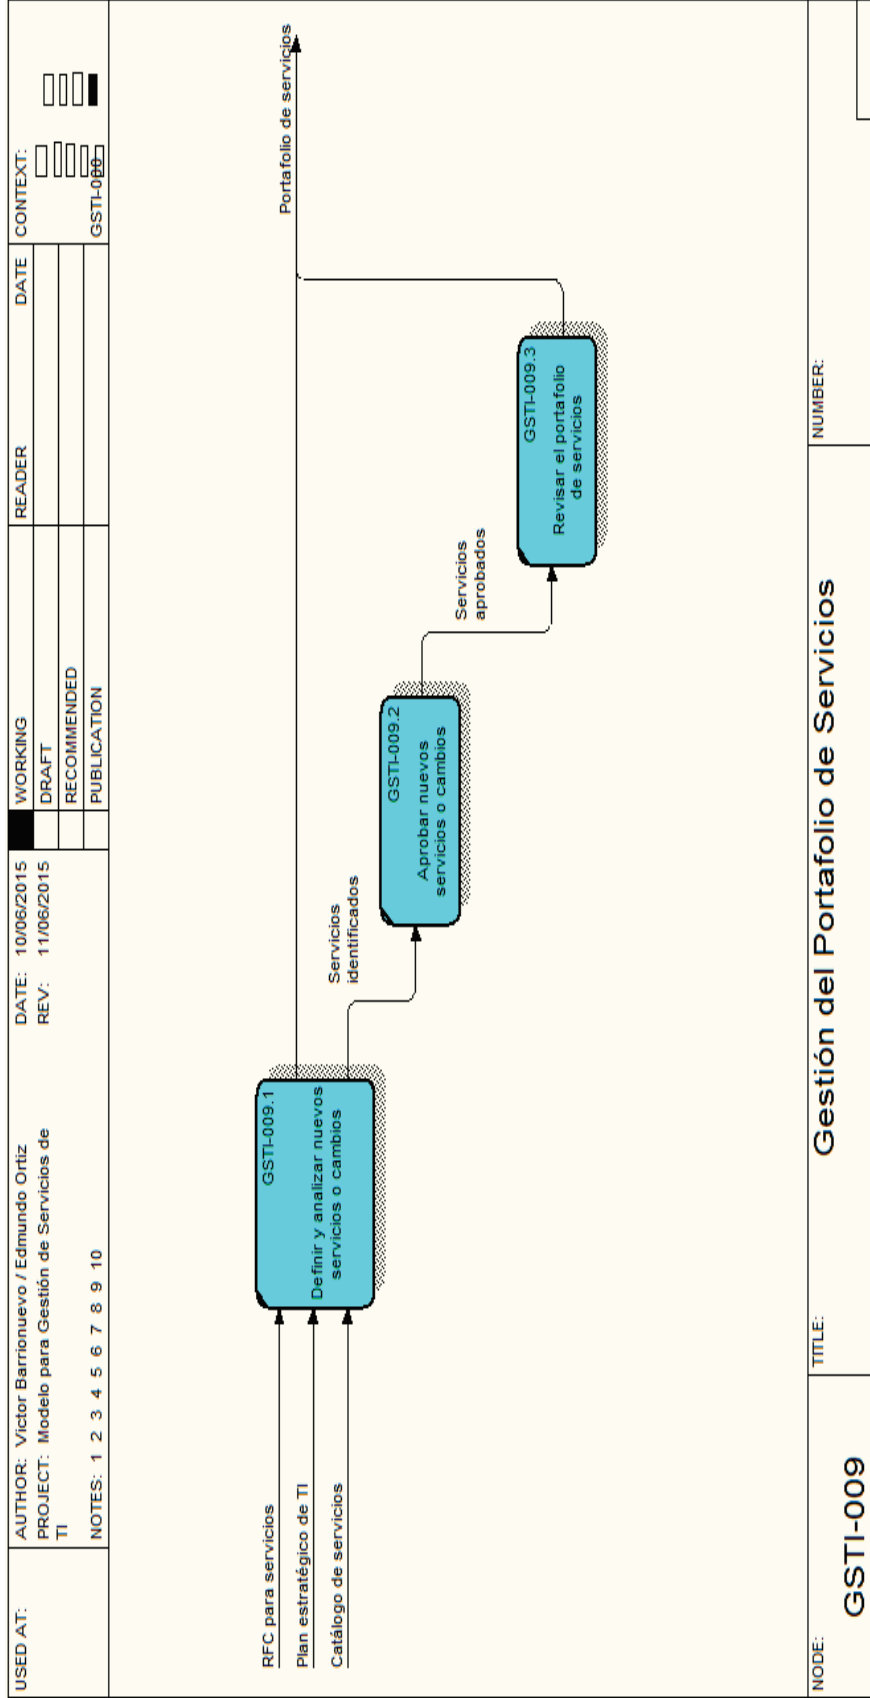 USED AT:
AUTHOR: Victor Barrionuevo / Edmundo Ortiz
PROJECT: Modelo para Gestión de Servicios de
TI
NOTES: 1 2 3 4 5 6 7 8 9 10
DATE: 10/06/2015
REV: 11/06/2015
WORKING
DRAFT
RECOMMENDED
PUBLICATION
READER
DATE
CONTEXT:
GSTI-000
RFC para servicios
Plan estratégico de TI
Catálogo de servicios
GSTI-009.1
Definir y analizar nuevos
servicios o cambios
Servicios
identificados
GSTI-009.2
Aprobar nuevos
servicios o cambios
Servicios
aprobados
GSTI-009.3
Revisar el portafolio
de servicios
Portafolio de servicios
NODE:
GSTI-009
TITLE:
Gestión del Portafolio de Servicios
NUMBER: